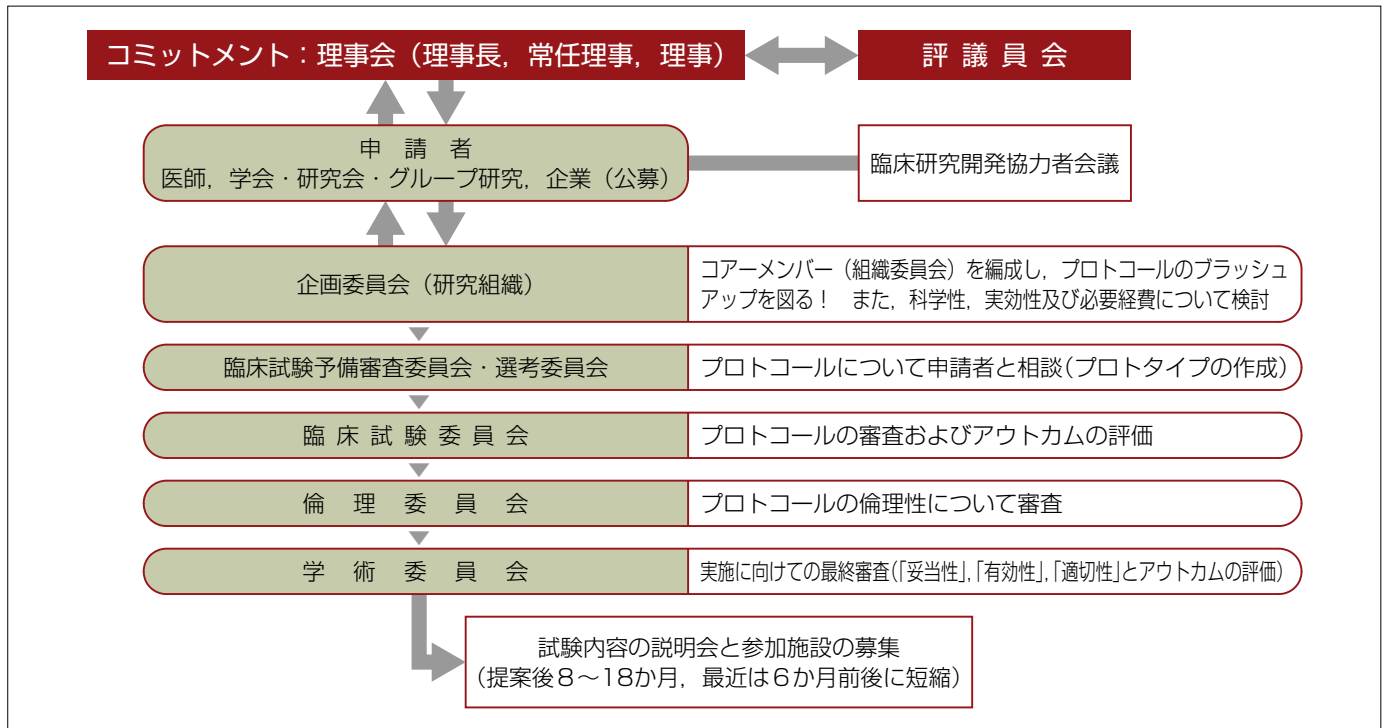 コミットメント：理事会（理事長，常任理事，理事）
評議員会
申請者
医師，学会・研究会・グループ研究，企業（公募）
臨床研究開発協力者会議
企画委員会（研究組織）
コアーメンバー（組織委員会）を編成し，プロトコールのブラッシュ
アップを図る！　また，科学性，実効性及び必要経費について検討
臨床試験予備審査委員会・選考委員会
プロトコールについて申請者と相談（プロトタイプの作成）
臨床試験委員会
プロトコールの審査およびアウトカムの評価
倫理委員会
プロトコールの倫理性について審査
学術委員会
実施に向けての最終審査（「妥当性」，「有効性」，「適切性」とアウトカムの評価）
試験内容の説明会と参加施設の募集
（提案後８〜18か月，最近は６か月前後に短縮）